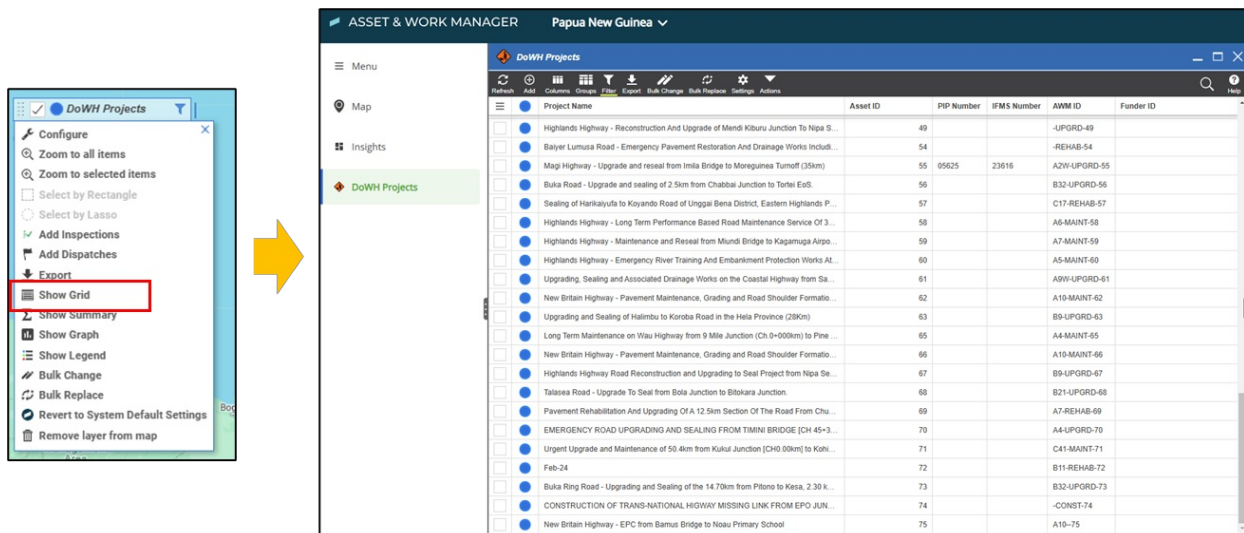 DoWH Projects
Configure
Zoom to all items
Zoom to selected items
Select by Rectangle
Select by Lasso
Add Inspections
Add Dispatches
Export
Show Grid
Show Summary
Show Graph
Show Legend
Bulk Change
Bulk Replace
Revert to System Default Settings
Remove layer from map
Bog
ASSET & WORK MANAGER Papua New Guinea
Menu
Map
Insights
DoWH Projects
DoWH Projects
Refresh Add Columns Groups Filter Export Bulk Change Bulk Replace Settings Actions Help
Project Name Asset ID PIP Number IFMS Number AWM ID Funder ID
Highlands Highway - Reconstruction And Upgrade of Mendi Kiburu Junction To Nipa S... 49 -UPGRD-49
Baiyer Lumusa Road - Emergency Pavement Restoration And Drainage Works Includi... 54 -REHAB-54
Magi Highway - Upgrade and reseal from Imila Bridge to Moreguinea Turnoff (35km) 55 05625 23616 A2W-UPGRD-55
Buka Road - Upgrade and sealing of 2.5km from Chabbai Junction to Tortei EoS. 56 B32-UPGRD-56
Sealing of Harikaiyufa to Koyando Road of Unggai Bena District, Eastern Highlands P... 57 C17-REHAB-57
Highlands Highway - Long Term Performance Based Road Maintenance Service Of 3... 58 A6-MAINT-58
Highlands Highway - Maintenance and Reseal from Miundi Bridge to Kagamuga Airpo... 59 A7-MAINT-59
Highlands Highway - Emergency River Training And Embankment Protection Works At... 60 A5-MAINT-60
Upgrading, Sealing and Associated Drainage Works on the Coastal Highway from Sa... 61 A9W-UPGRD-61
New Britain Highway - Pavement Maintenance, Grading and Road Shoulder Formatio... 62 A10-MAINT-62
Upgrading and Sealing of Halimbu to Koroba Road in the Hela Province (28Km) 63 B9-UPGRD-63
Long Term Maintenance on Wau Highway from 9 Mile Junction (Ch.0+000km) to Pine ... 65 A4-MAINT-65
New Britain Highway - Pavement Maintenance, Grading and Road Shoulder Formatio... 66 A10-MAINT-66
Highlands Highway Road Reconstruction and Upgrading to Seal Project from Nipa Se... 67 B9-UPGRD-67
Talasea Road - Upgrade To Seal from Bola Junction to Bitokara Junction. 68 B21-UPGRD-68
Pavement Rehabilitation And Upgrading Of A 12.5km Section Of The Road From Chu... 69 A7-REHAB-69
EMERGENCY ROAD UPGRADING AND SEALING FROM TIMINI BRIDGE [CH 45+3... 70 A4-UPGRD-70
Urgent Upgrade and Maintenance of 50.4km from Kukul Junction [CH0.00km] to Kohi... 71 C41-MAINT-71
Feb-24 72 B11-REHAB-72
Buka Ring Road - Upgrading and Sealing of the 14.70km from Pitono to Kesa, 2.30 k... 73 B32-UPGRD-73
CONSTRUCTION OF TRANS-NATIONAL HIGWAY MISSING LINK FROM EPO JUN... 74 -CONST-74
New Britain Highway - EPC from Bamus Bridge to Noau Primary School 75 A10--75